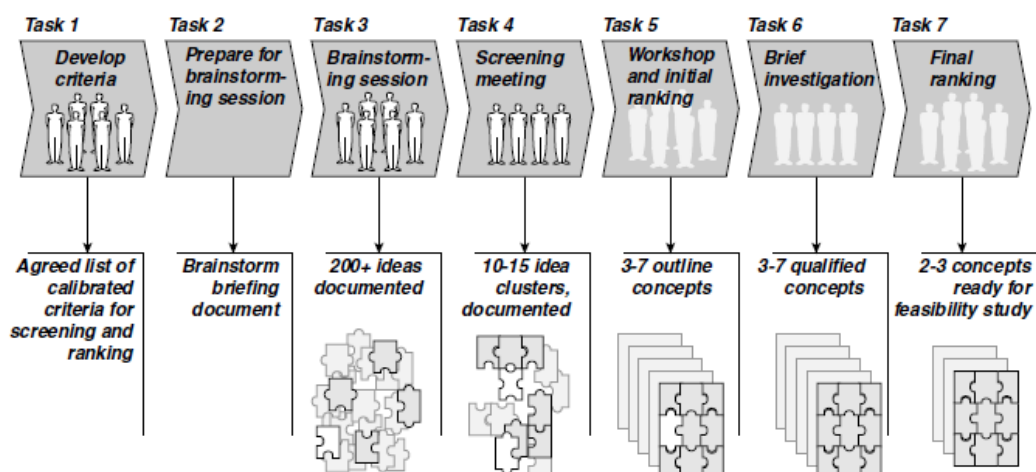 Task 1
Develop
criteria
Task 2
Prepare for
brainstorm-
ing session
Task 3
Brainstorm-
ing session
Task 4
Screening
meeting
Task 5
Workshop
and initial
ranking
Task 6
Brief
investigation
Task 7
Final
ranking
Agreed list of
calibrated
criteria for
screening and
ranking
Brainstorm
briefing
document
200+ ideas
documented
10-15 idea
clusters,
documented
3-7 outline
concepts
3-7 qualified
concepts
2-3 concepts
ready for
feasibility study